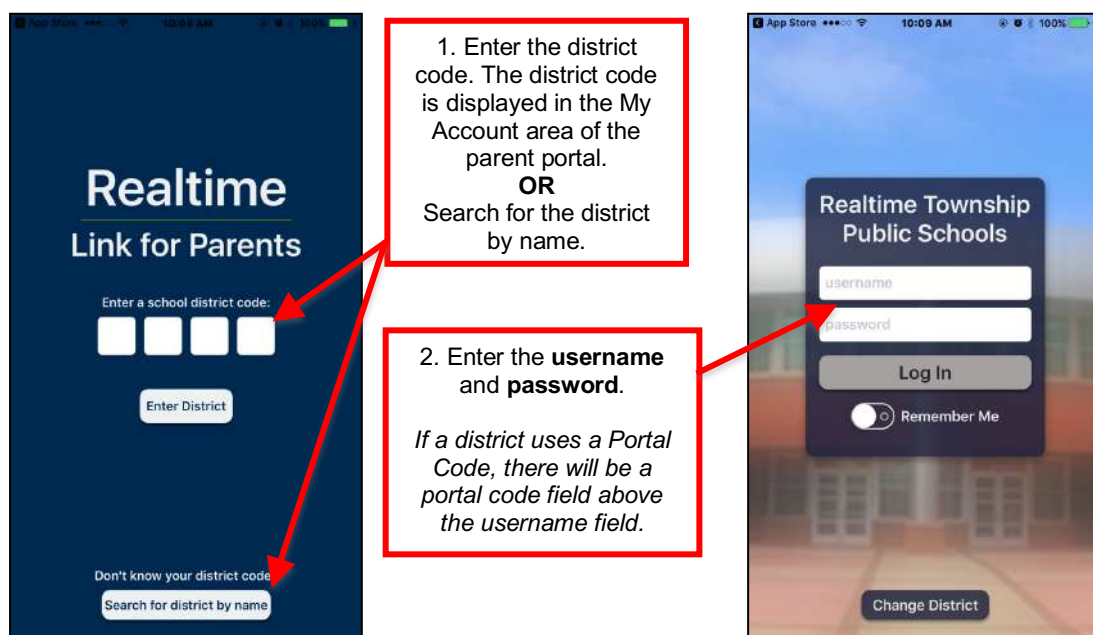 App Store 10:09 AM 100%
Realtime
Link for Parents
Enter a school district code:
Enter District
Don't know your district code
Search for district by name
1. Enter the district
code. The district code
is displayed in the My
Account area of the
parent portal.
OR
Search for the district
by name.
2. Enter the username
and password.
If a district uses a Portal
Code, there will be a
portal code field above
the username field.
App Store 10:09 AM 100%
Realtime Township
Public Schools
username
password
Log In
Remember Me
Change District